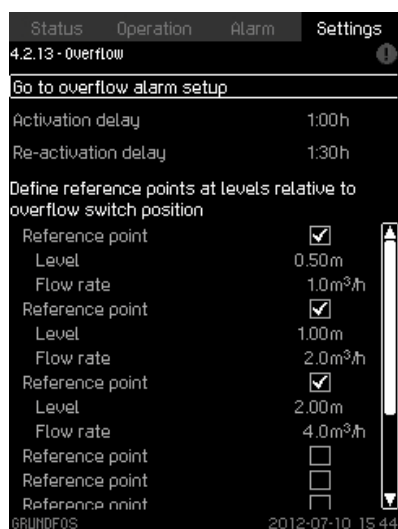 Status Operation Alarm Settings
4.2.13 - Overflow
Go to overflow alarm setup
Activation delay 1:00h
Re-activation delay 1:30h
Define reference points at levels relative to
overflow switch position
Reference point
Level 0.50m
Flow rate 1.0m³/h
Reference point
Level 1.00m
Flow rate 2.0m³/h
Reference point
Level 2.00m
Flow rate 4.0m³/h
Reference point
Reference point
Reference point
GRUNDFOS 2012-07-10 15:44